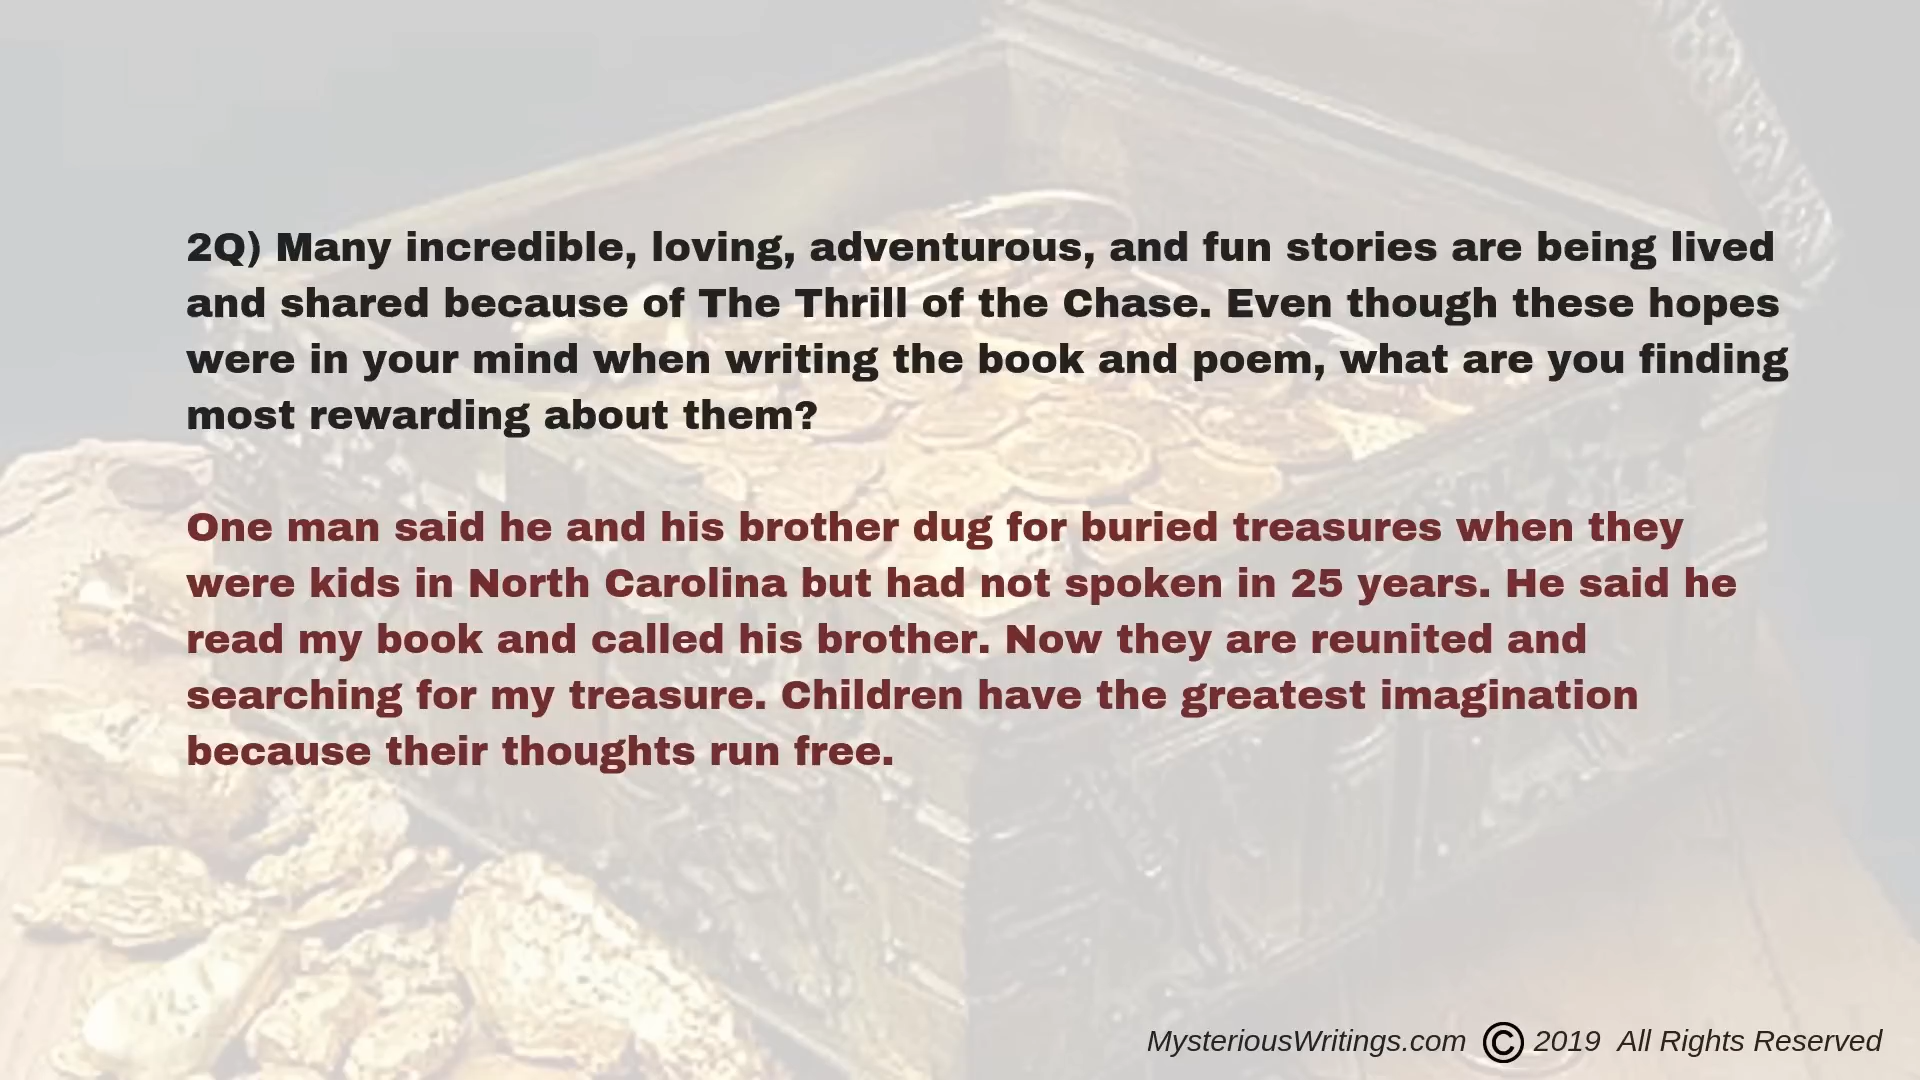 2Q) Many incredible, loving, adventurous, and fun stories are being lived
and shared because of The Thrill of the Chase. Even though these hopes
were in your mind when writing the book and poem, what are you finding
most rewarding about them?
One man said he and his brother dug for buried treasures when they
were kids in North Carolina but had not spoken in 25 years. He said he
read my book and called his brother. Now they are reunited and
searching for my treasure. Children have the greatest imagination
because their thoughts run free.
MysteriousWritings.com © 2019 All Rights Reserved